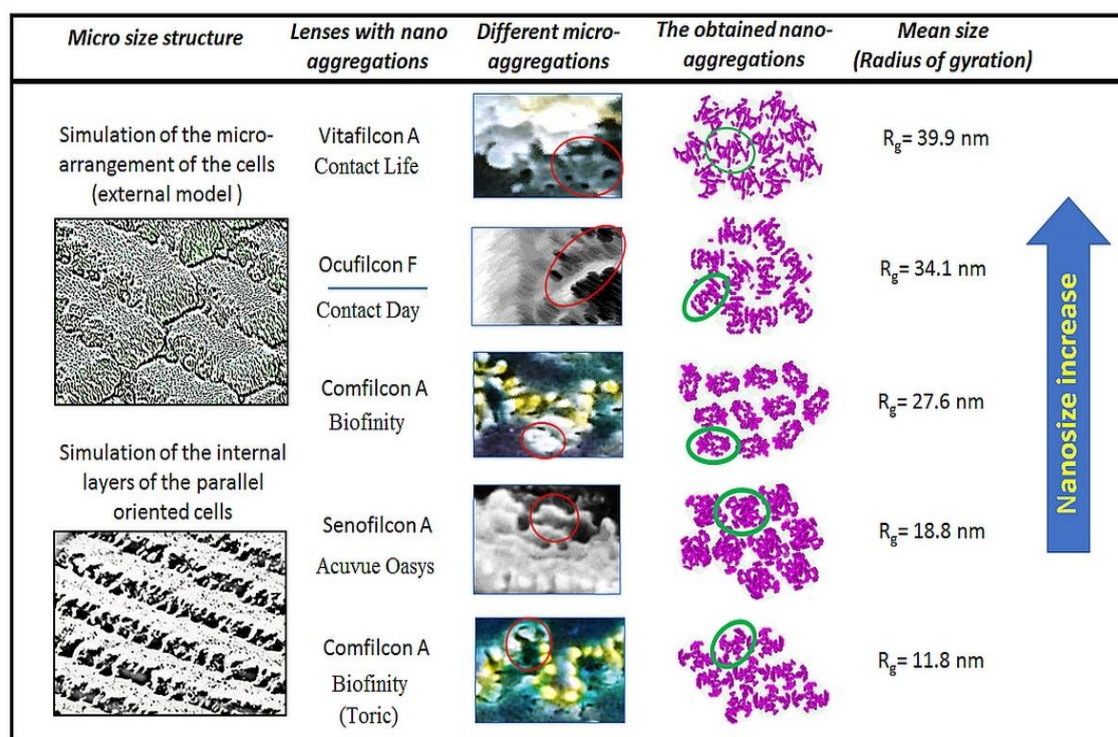 Micro size structure
Lenses with nano
aggregations
Different micro-
aggregations
The obtained nano-
aggregations
Mean size
(Radius of gyration)
Simulation of the micro-
arrangement of the cells
(external model )
Simulation of the internal
layers of the parallel
oriented cells
Vitafilcon A
Contact Life
Rg= 39.9 nm
Ocufilcon F
Contact Day
Rg= 34.1 nm
Comfilcon A
Biofinity
Rg= 27.6 nm
Senofilcon A
Acuvue Oasys
Rg= 18.8 nm
Comfilcon A
Biofinity
(Toric)
Rg= 11.8 nm
Nanosize increase